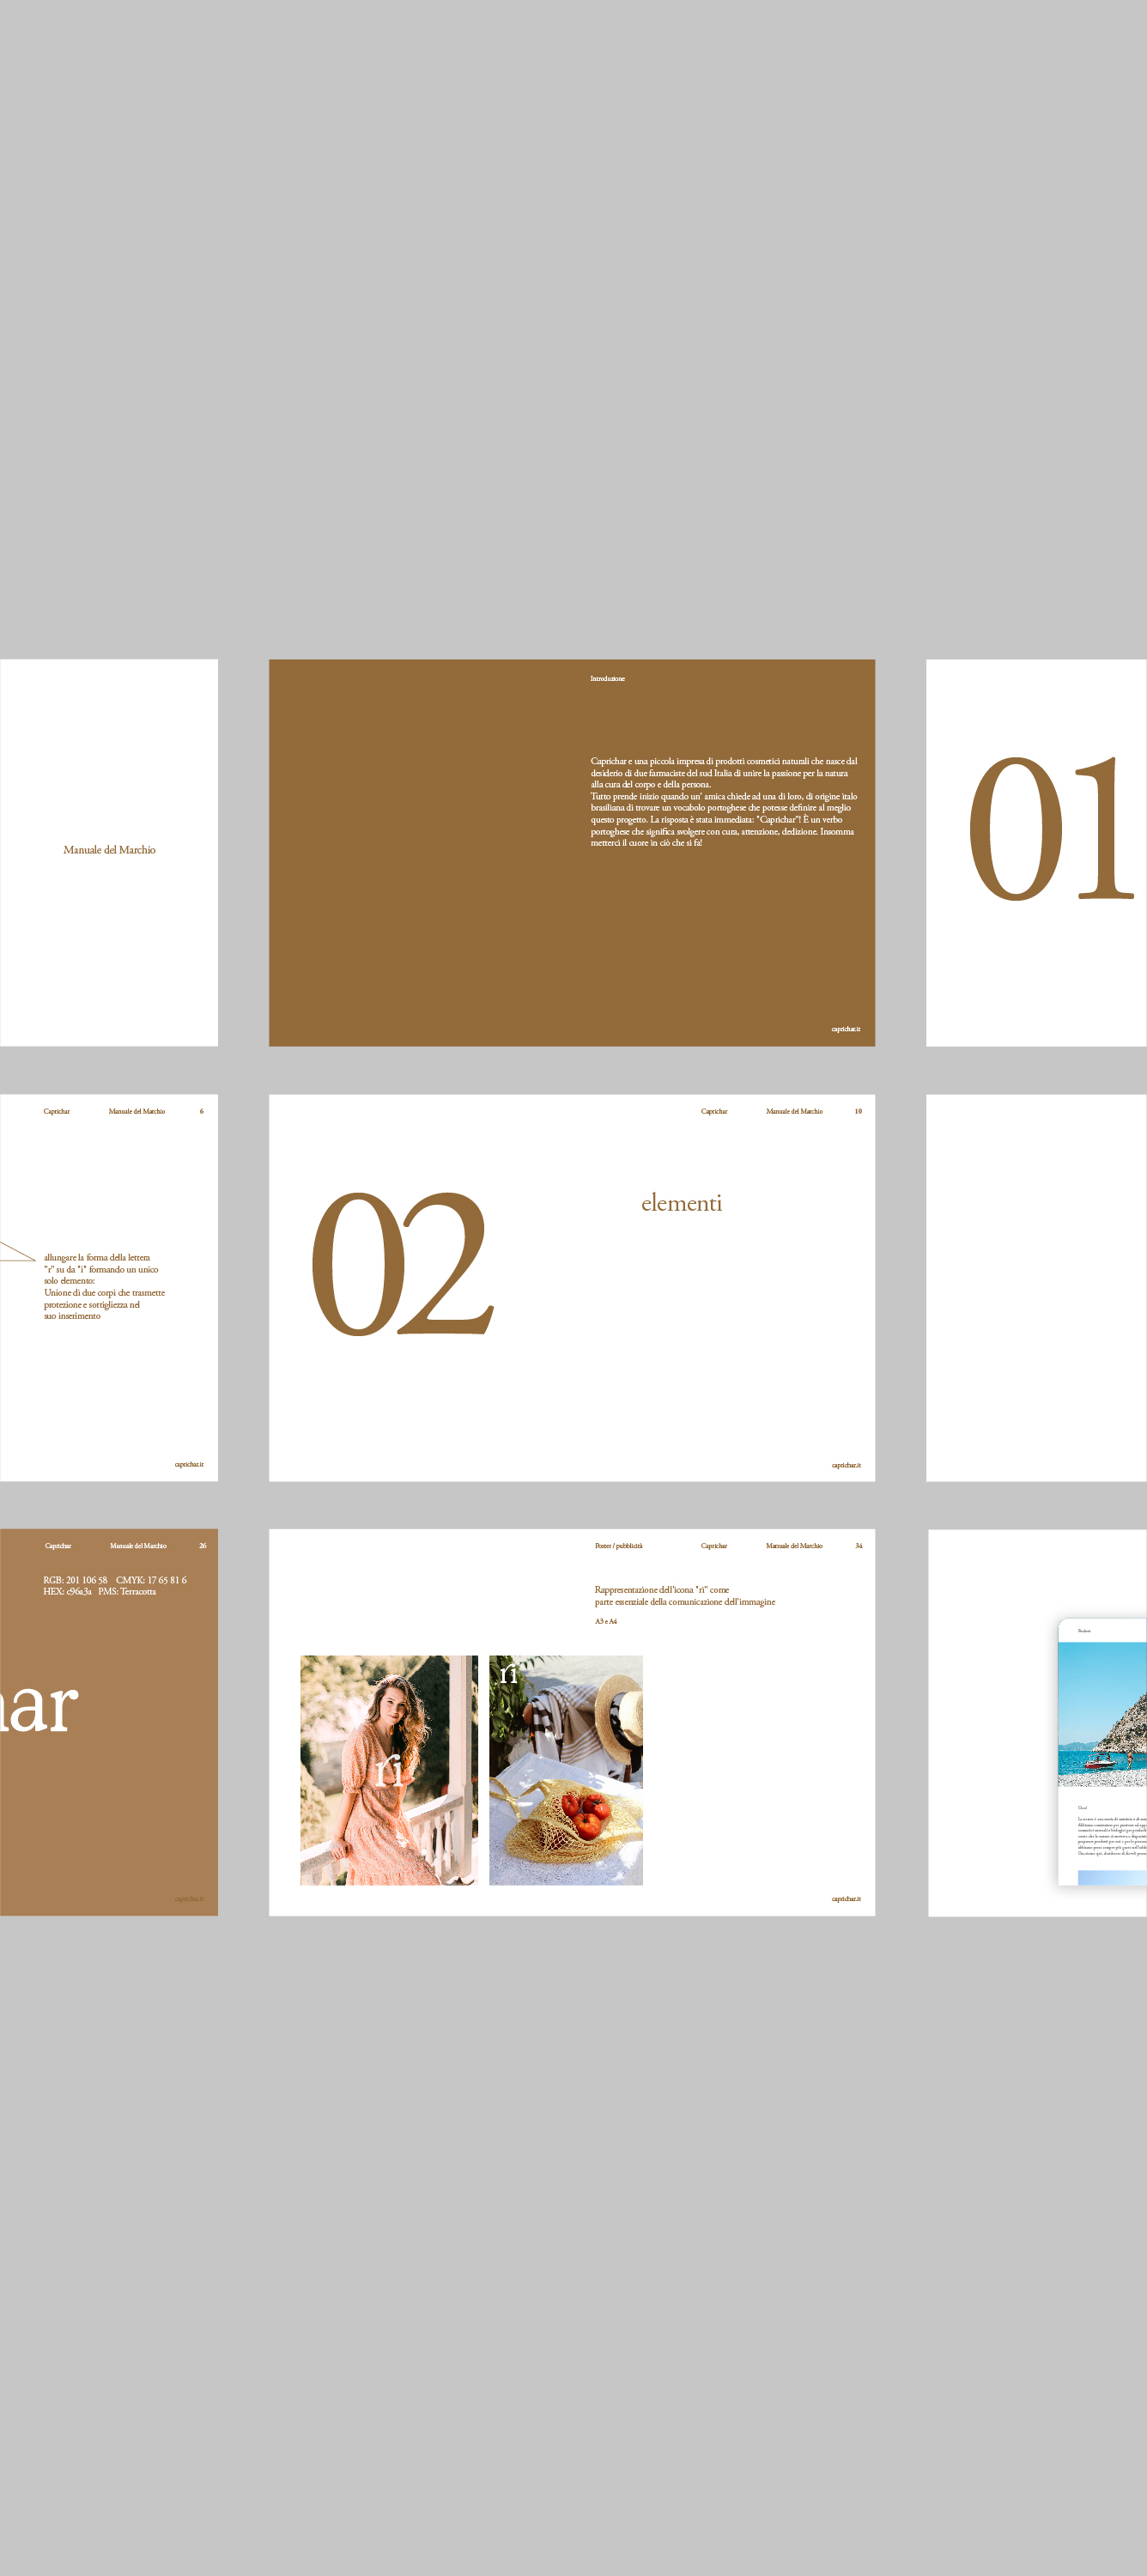 Manuale del Marchio
Introduzione
Caprichar e una piccola impresa di prodotti cosmetici naturali che nasce dal
desiderio di due farmaciste del sud Italia di unire la passione per la natura
alla cura del corpo e della persona.
Tutto prende inizio quando un' amica chiede ad una di loro, di origine italo
brasiliana di trovare un vocabolo portoghese che potesse definire al meglio
questo progetto. La risposta è stata immediata: "Caprichar"! È un verbo
portoghese che significa svolgere con cura, attenzione, dedizione. Insomma
metterci il cuore in ciò che si fa!
caprichar.it
01
Caprichar Manuale del Marchio 6
allungare la forma della lettera
"r" su da "i" formando un unico
solo elemento:
Unione di due corpi che trasmette
protezione e sottigliezza nel
suo inserimento
caprichar.it
Caprichar Manuale del Marchio 10
02
elementi
caprichar.it
Caprichar Manuale del Marchio 26
RGB: 201 106 58 CMYK: 17 65 81 6
HEX: c96a3a PMS: Terracotta
har
caprichar.it
Poster / pubblicità Caprichar Manuale del Marchio 34
Rappresentazione dell'icona "ri" come
parte essenziale della comunicazione dell'immagine
A3 e A4
ri
ri
caprichar.it